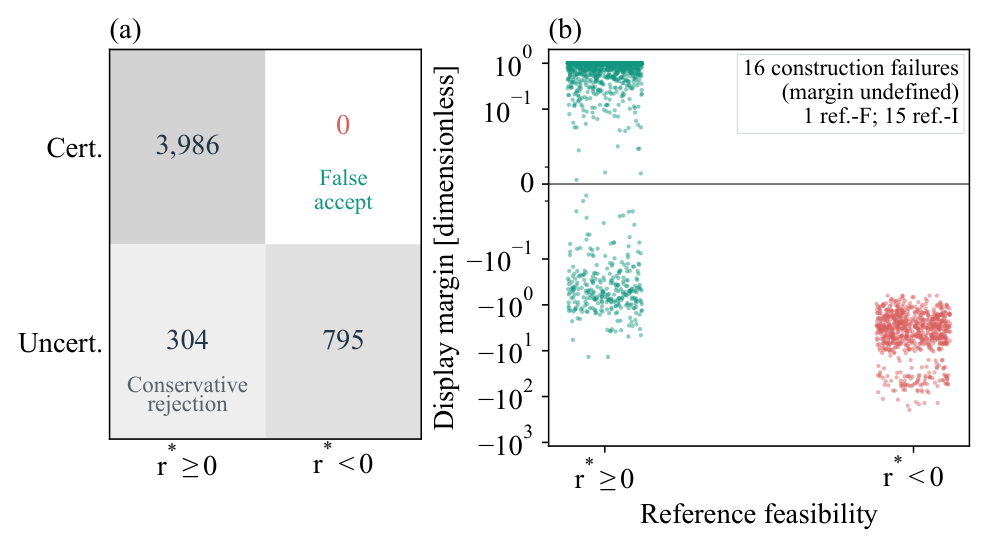 (a)
Cert.
3,986
0
False
accept
Uncert.
304
795
Conservative
rejection
r* ≥ 0
r* < 0
(b)
Display margin [dimensionless]
10^0
10^−1
0
−10^−1
−10^0
−10^1
−10^2
−10^3
16 construction failures
(margin undefined)
1 ref.-F; 15 ref.-I
r* ≥ 0
r* < 0
Reference feasibility